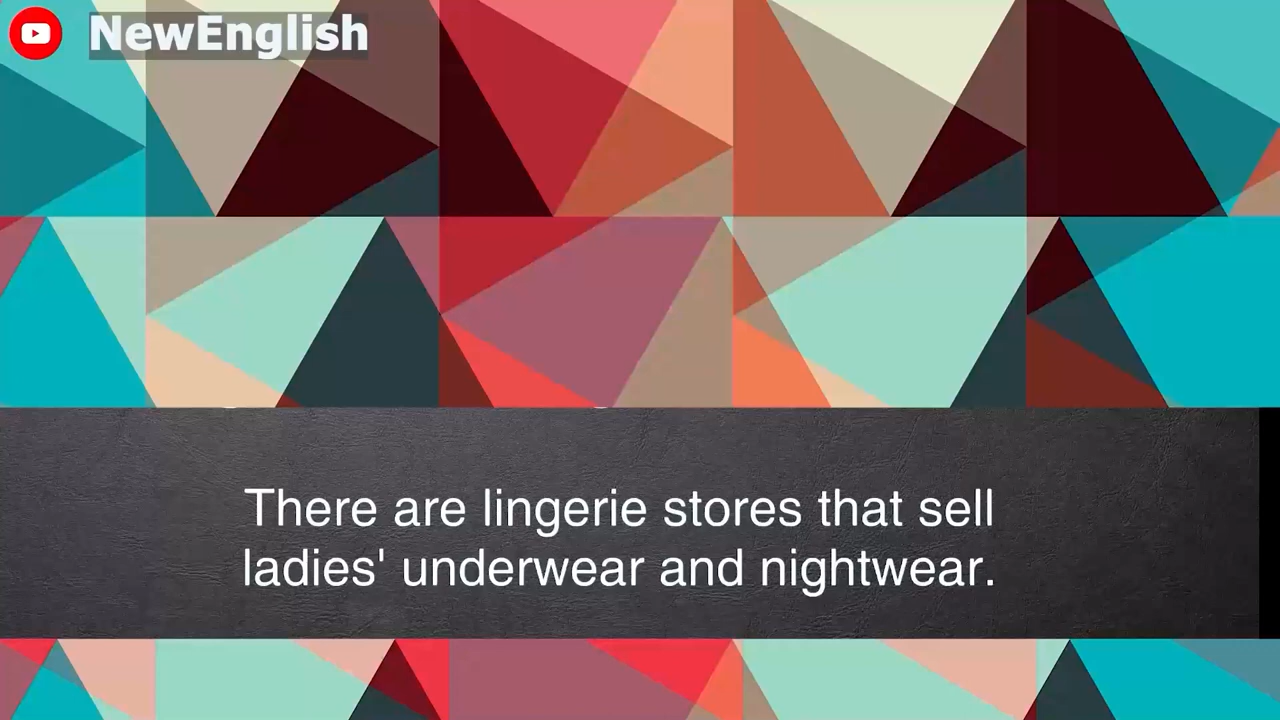 NewEnglish
There are lingerie stores that sell
ladies' underwear and nightwear.